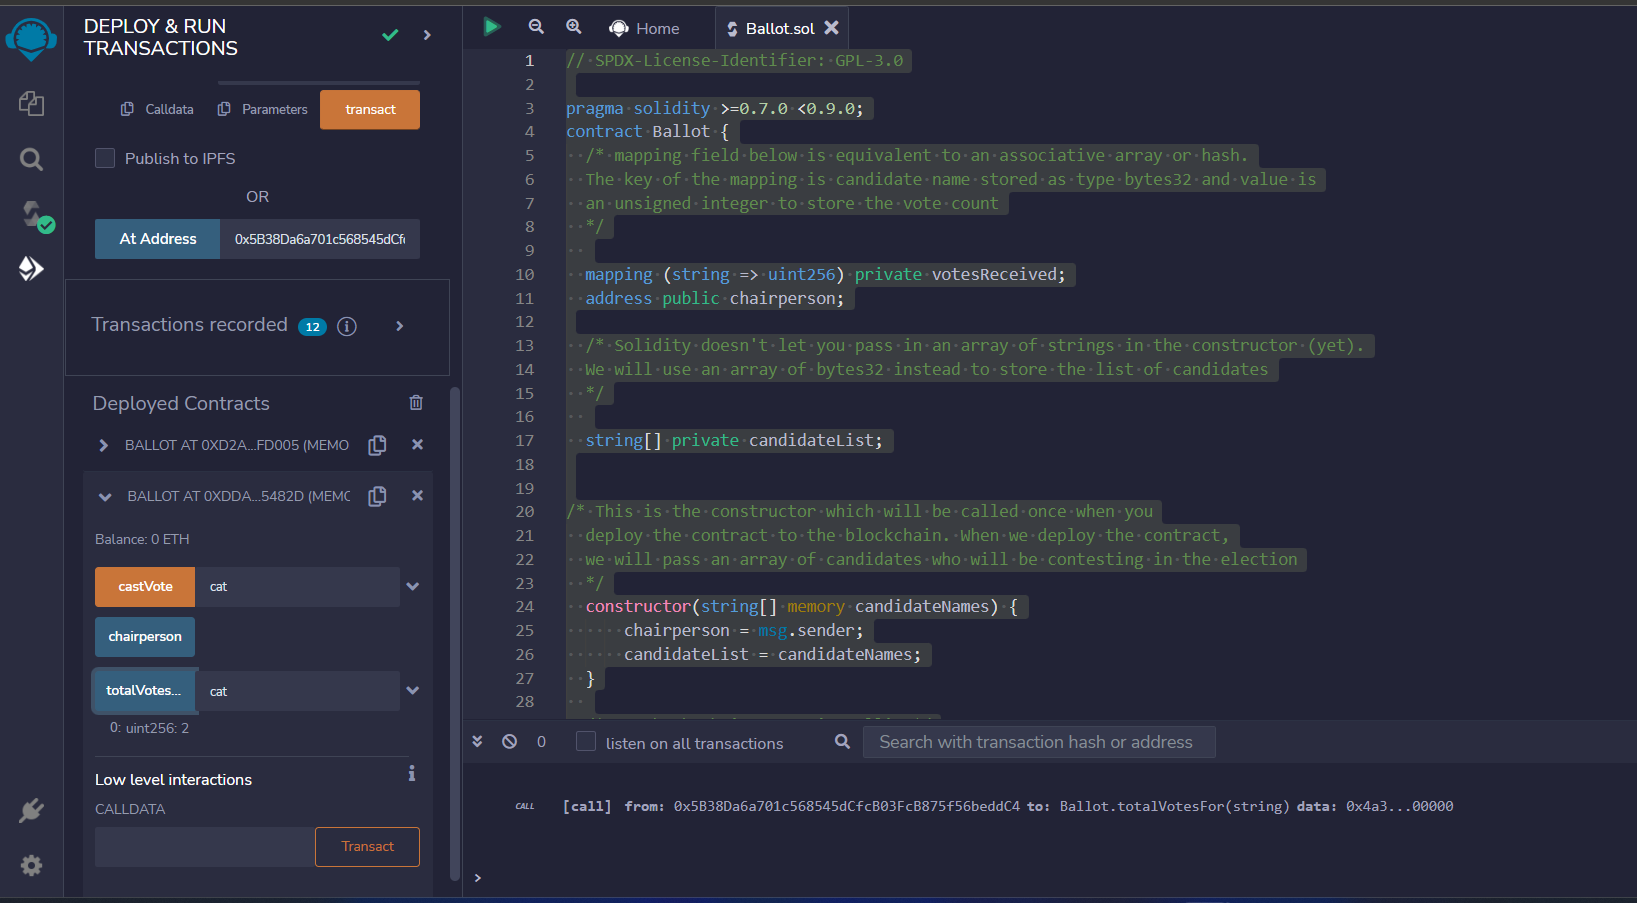 DEPLOY & RUN
TRANSACTIONS
Calldata Parameters transact
Publish to IPFS
OR
At Address 0x5B38Da6a701c568545dCf
Transactions recorded 12
Deployed Contracts
BALLOT AT 0XD2A...FD005 (MEMO
BALLOT AT 0XDDA...5482D (MEMC
Balance: 0 ETH
castVote cat
chairperson
totalVotes... cat
0: uint256: 2
Low level interactions
CALLDATA
Transact
Home Ballot.sol
1 // SPDX-License-Identifier: GPL-3.0
2
3 pragma solidity >=0.7.0 <0.9.0;
4 contract Ballot {
5 /* mapping field below is equivalent to an associative array or hash.
6 The key of the mapping is candidate name stored as type bytes32 and value is
7 an unsigned integer to store the vote count
8 */
9
10 mapping (string => uint256) private votesReceived;
11 address public chairperson;
12
13 /* Solidity doesn't let you pass in an array of strings in the constructor (yet).
14 We will use an array of bytes32 instead to store the list of candidates
15 */
16
17 string[] private candidateList;
18
19
20 /* This is the constructor which will be called once when you
21 deploy the contract to the blockchain. When we deploy the contract,
22 we will pass an array of candidates who will be contesting in the election
23 */
24 constructor(string[] memory candidateNames) {
25 chairperson = msg.sender;
26 candidateList = candidateNames;
27 }
28
0 listen on all transactions Search with transaction hash or address
CALL [call] from: 0x5B38Da6a701c568545dCfcB03FcB875f56beddC4 to: Ballot.totalVotesFor(string) data: 0x4a3...00000
>